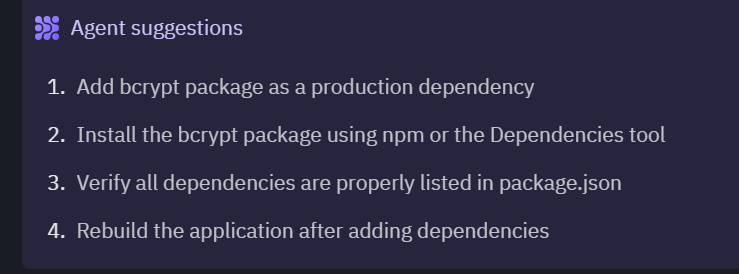 Agent suggestions
1. Add bcrypt package as a production dependency
2. Install the bcrypt package using npm or the Dependencies tool
3. Verify all dependencies are properly listed in package.json
4. Rebuild the application after adding dependencies